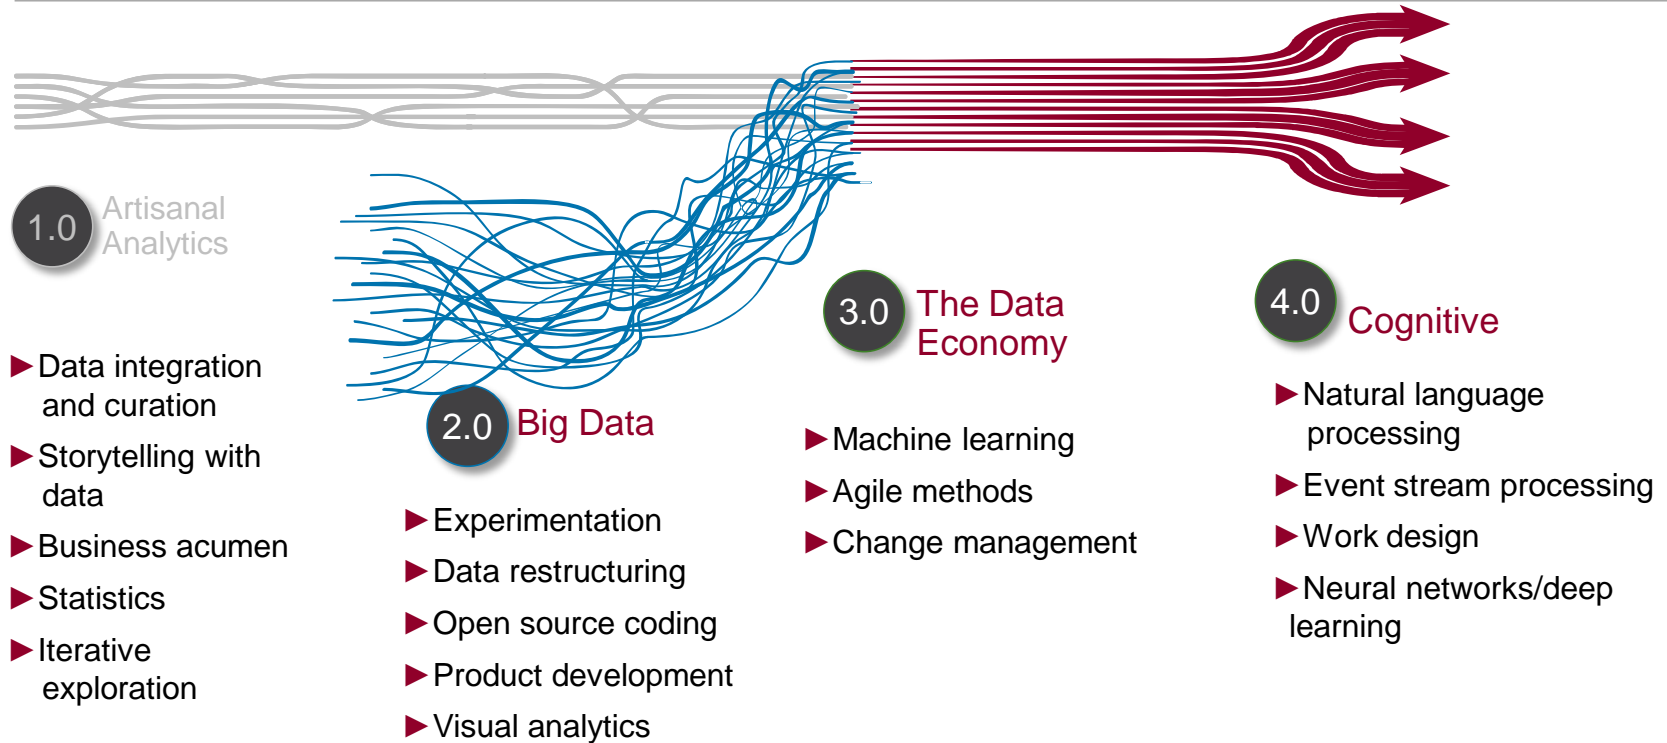 1.0
Artisanal
Analytics
►Data integration
and curation
►Storytelling with
data
►Business acumen
►Statistics
►Iterative
exploration
2.0
Big Data
►Experimentation
►Data restructuring
►Open source coding
►Product development
►Visual analytics
3.0
The Data
Economy
►Machine learning
►Agile methods
►Change management
4.0
Cognitive
►Natural language
processing
►Event stream processing
►Work design
►Neural networks/deep
learning